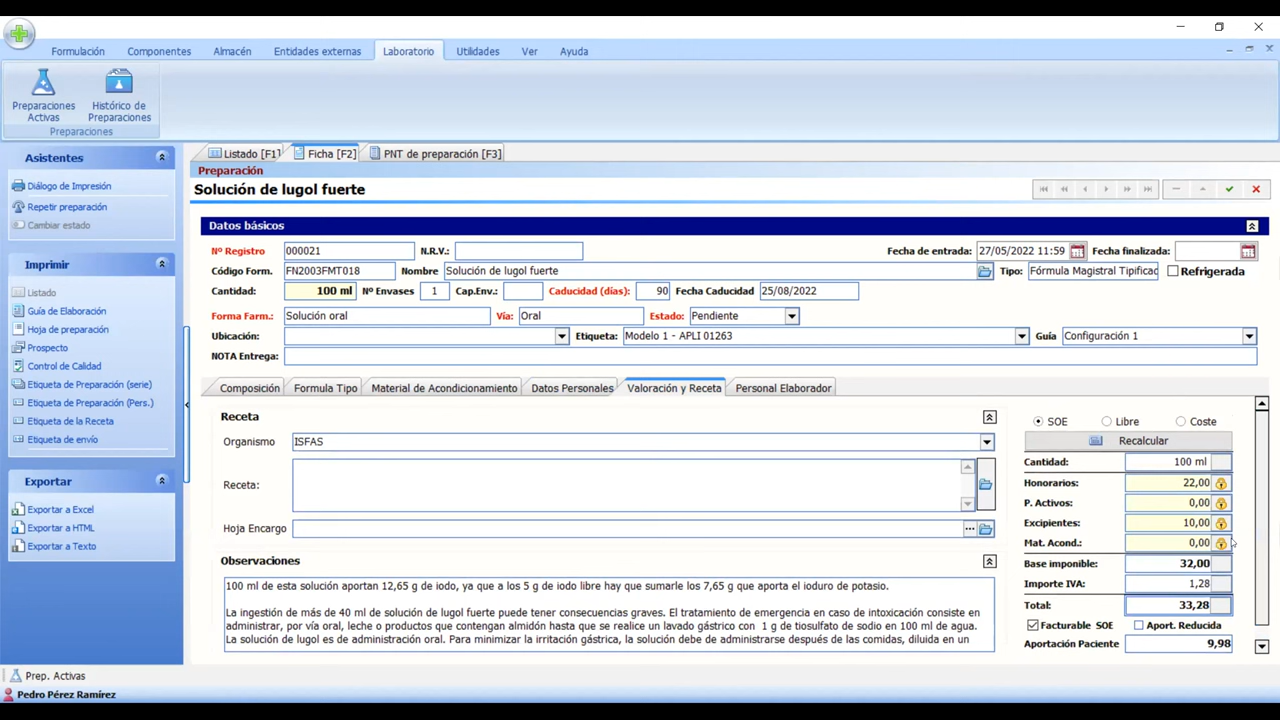 Formulación Componentes Almacén Entidades externas Laboratorio Utilidades Ver Ayuda
Preparaciones Activas
Histórico de Preparaciones
Preparaciones
Asistentes
Diálogo de Impresión
Repetir preparación
Cambiar estado
Imprimir
Listado
Guía de Elaboración
Hoja de preparación
Prospecto
Control de Calidad
Etiqueta de Preparación (serie)
Etiqueta de Preparación (Pers.)
Etiqueta de la Receta
Etiqueta de envío
Exportar
Exportar a Excel
Exportar a HTML
Exportar a Texto
Listado [F1] Ficha [F2] PNT de preparación [F3]
Preparación
Solución de lugol fuerte
Datos básicos
Nº Registro 000021 N.R.V.: Fecha de entrada: 27/05/2022 11:59 Fecha finalizada:
Código Form. FN2003FMT018 Nombre Solución de lugol fuerte Tipo: Fórmula Magistral Tipificac Refrigerada
Cantidad: 100 ml Nº Envases 1 Cap.Env.: Caducidad (días): 90 Fecha Caducidad 25/08/2022
Forma Farm.: Solución oral Vía: Oral Estado: Pendiente
Ubicación: Etiqueta: Modelo 1 - APLI 01263 Guía Configuración 1
NOTA Entrega:
Composición Formula Tipo Material de Acondicionamiento Datos Personales Valoración y Receta Personal Elaborador
Receta
Organismo ISFAS
Receta:
Hoja Encargo ...
Observaciones
100 ml de esta solución aportan 12,65 g de iodo, ya que a los 5 g de iodo libre hay que sumarle los 7,65 g que aporta el ioduro de potasio.
La ingestión de más de 40 ml de solución de lugol fuerte puede tener consecuencias graves. El tratamiento de emergencia en caso de intoxicación consiste en
administrar, por vía oral, leche o productos que contengan almidón hasta que se realice un lavado gástrico con 1 g de tiosulfato de sodio en 100 ml de agua.
La solución de lugol es de administración oral. Para minimizar la irritación gástrica, la solución debe de administrarse después de las comidas, diluida en un
SOE Libre Coste
Recalcular
Cantidad: 100 ml
Honorarios: 22,00
P. Activos: 0,00
Excipientes: 10,00
Mat. Acond.: 0,00
Base imponible: 32,00
Importe IVA: 1,28
Total: 33,28
Facturable SOE Aport. Reducida
Aportación Paciente 9,98
Prep. Activas
Pedro Pérez Ramírez